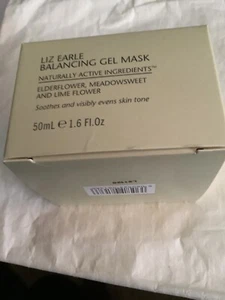 LIZ EARLE
BALANCING GEL MASK
NATURALLY ACTIVE INGREDIENTS™
ELDERFLOWER, MEADOWSWEET
AND LIME FLOWER
Soothes and visibly evens skin tone
50mL ℮ 1.6 Fl.Oz